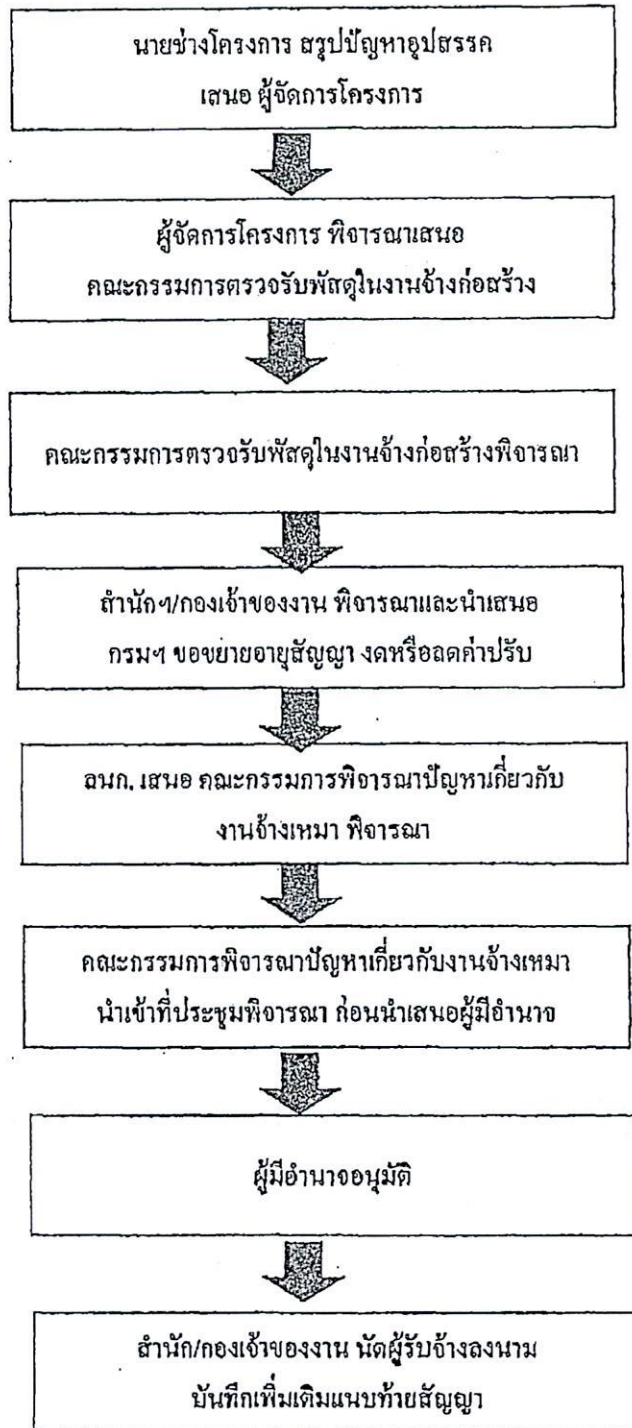 นายช่างโครงการ สรุปปัญหาอุปสรรค
เสนอ ผู้จัดการโครงการ
ผู้จัดการโครงการ พิจารณาเสนอ
คณะกรรมการตรวจรับพัสดุในงานจ้างก่อสร้าง
คณะกรรมการตรวจรับพัสดุในงานจ้างก่อสร้างพิจารณา
สำนักฯ/กองเจ้าของงาน พิจารณาและนำเสนอ
กรมฯ ขอขยายอายุสัญญา งดหรือลดค่าปรับ
ลนก. เสนอ คณะกรรมการพิจารณาปัญหาเกี่ยวกับ
งานจ้างเหมา พิจารณา
คณะกรรมการพิจารณาปัญหาเกี่ยวกับงานจ้างเหมา
นำเข้าที่ประชุมพิจารณา ก่อนนำเสนอผู้มีอำนาจ
ผู้มีอำนาจอนุมัติ
สำนัก/กองเจ้าของงาน นัดผู้รับจ้างลงนาม
บันทึกเพิ่มเติมแนบท้ายสัญญา